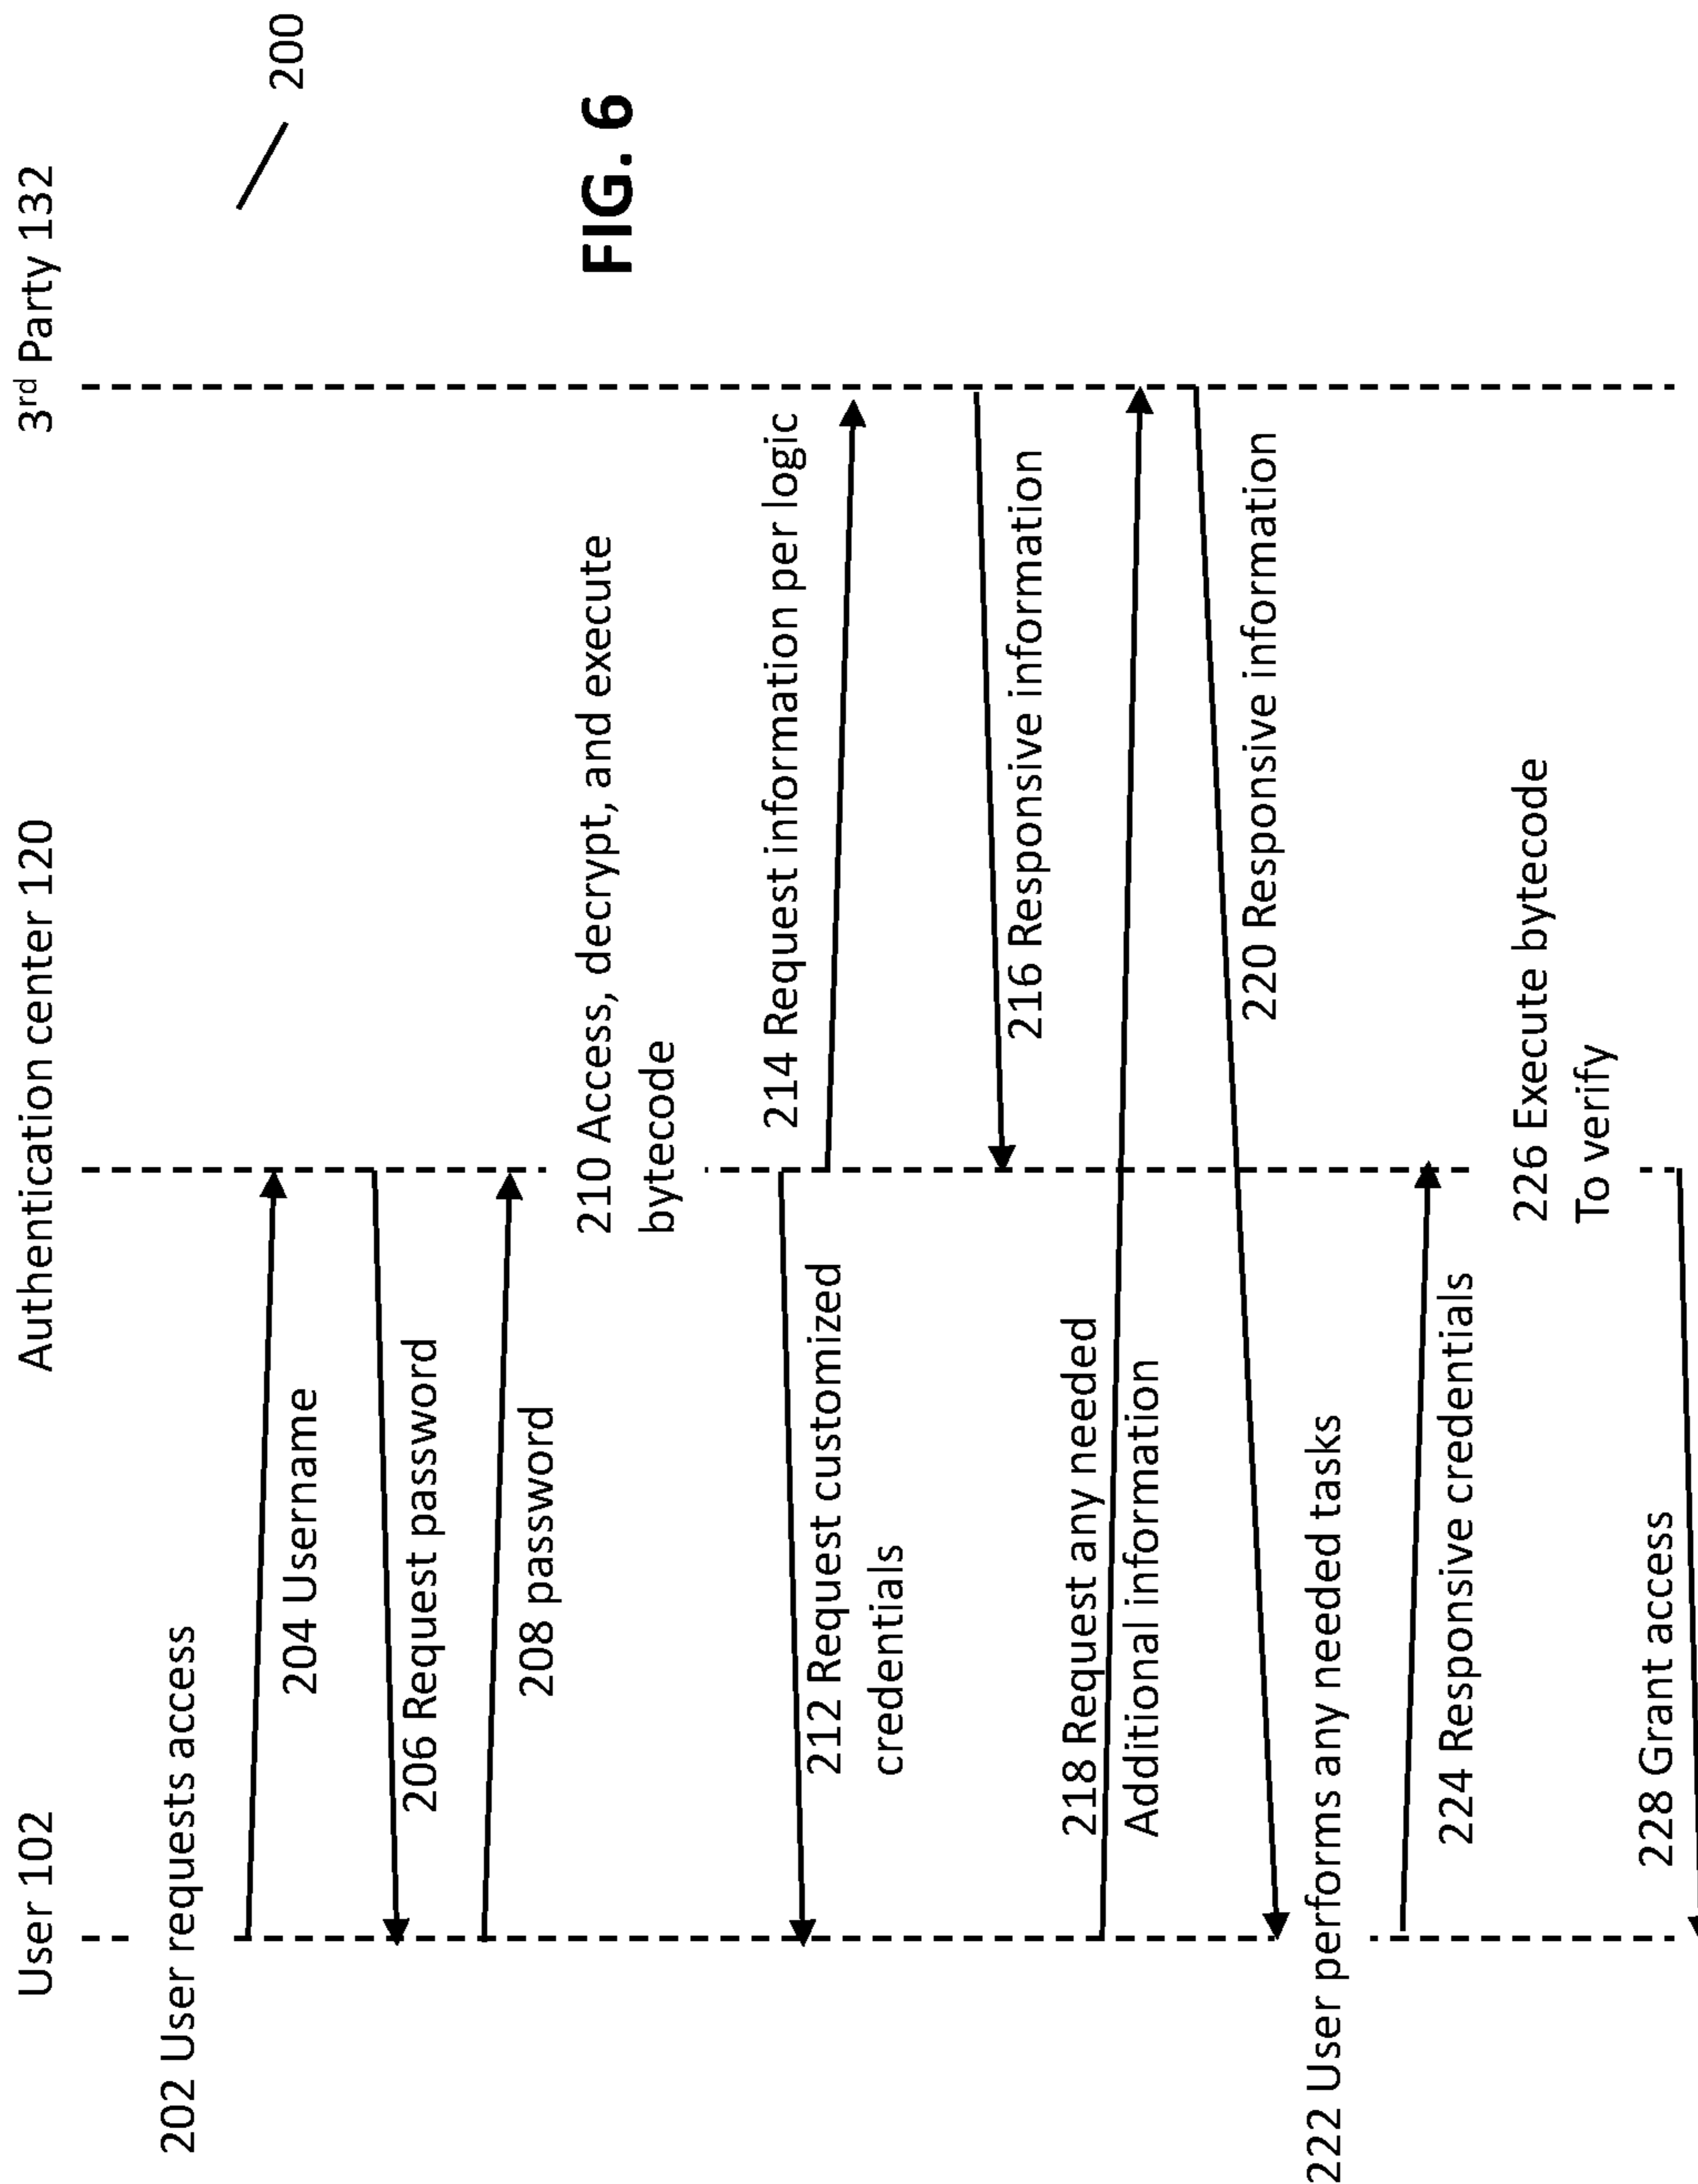 User 102
Authentication center 120
3rd Party 132
200
202 User requests access
204 Username
206 Request password
208 password
210 Access, decrypt, and execute
bytecode
FIG. 6
212 Request customized
credentials
214 Request information per logic
216 Responsive information
218 Request any needed
Additional information
220 Responsive information
222 User performs any needed tasks
224 Responsive credentials
226 Execute bytecode
To verify
228 Grant access